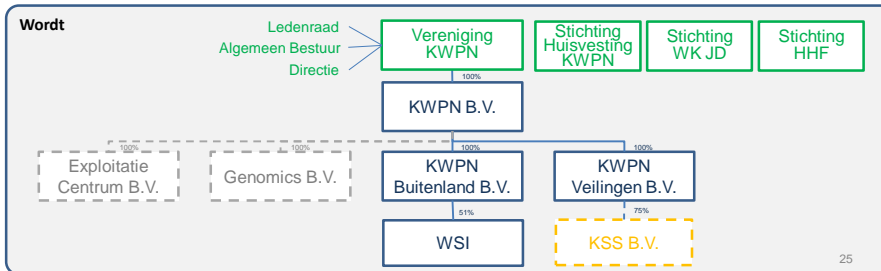 Wordt
Ledenraad
Algemeen Bestuur
Directie
Vereniging
KWPN
Stichting
Huisvesting
KWPN
Stichting
WK JD
Stichting
HHF
100%
KWPN B.V.
100%
100%
100%
100%
Exploitatie
Centrum B.V.
Genomics B.V.
KWPN
Buitenland B.V.
KWPN
Veilingen B.V.
51%
75%
WSI
KSS B.V.
25